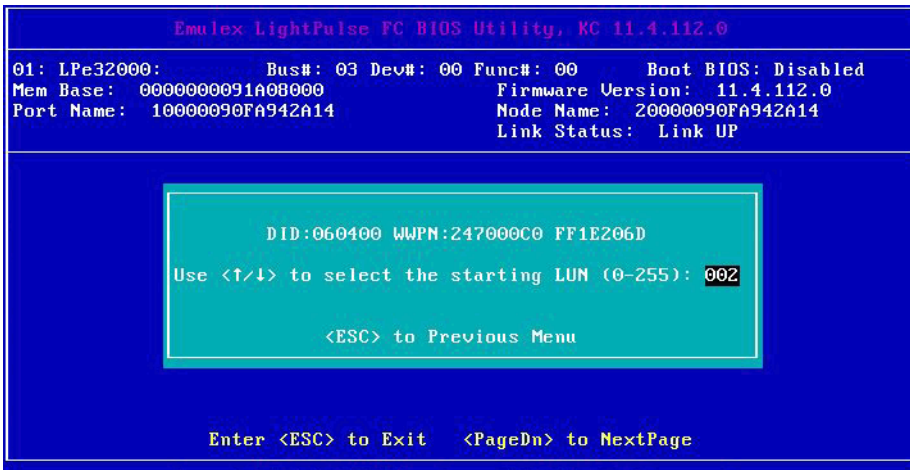 Emulex LightPulse FC BIOS Utility, KC 11.4.112.0
01: LPe32000: Bus#: 03 Dev#: 00 Func#: 00 Boot BIOS: Disabled
Mem Base: 0000000091A08000 Firmware Version: 11.4.112.0
Port Name: 10000090FA942A14 Node Name: 20000090FA942A14
Link Status: Link UP
DID:060400 WWPN:247000C0 FF1E206D
Use <↑/↓> to select the starting LUN (0-255): 002
<ESC> to Previous Menu
Enter <ESC> to Exit <PageDn> to NextPage